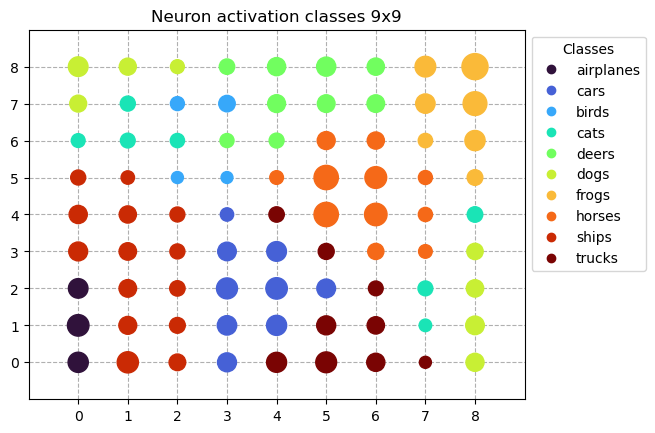 Neuron activation classes 9x9
8
7
6
5
4
3
2
1
0
0 1 2 3 4 5 6 7 8
Classes
airplanes
cars
birds
cats
deers
dogs
frogs
horses
ships
trucks